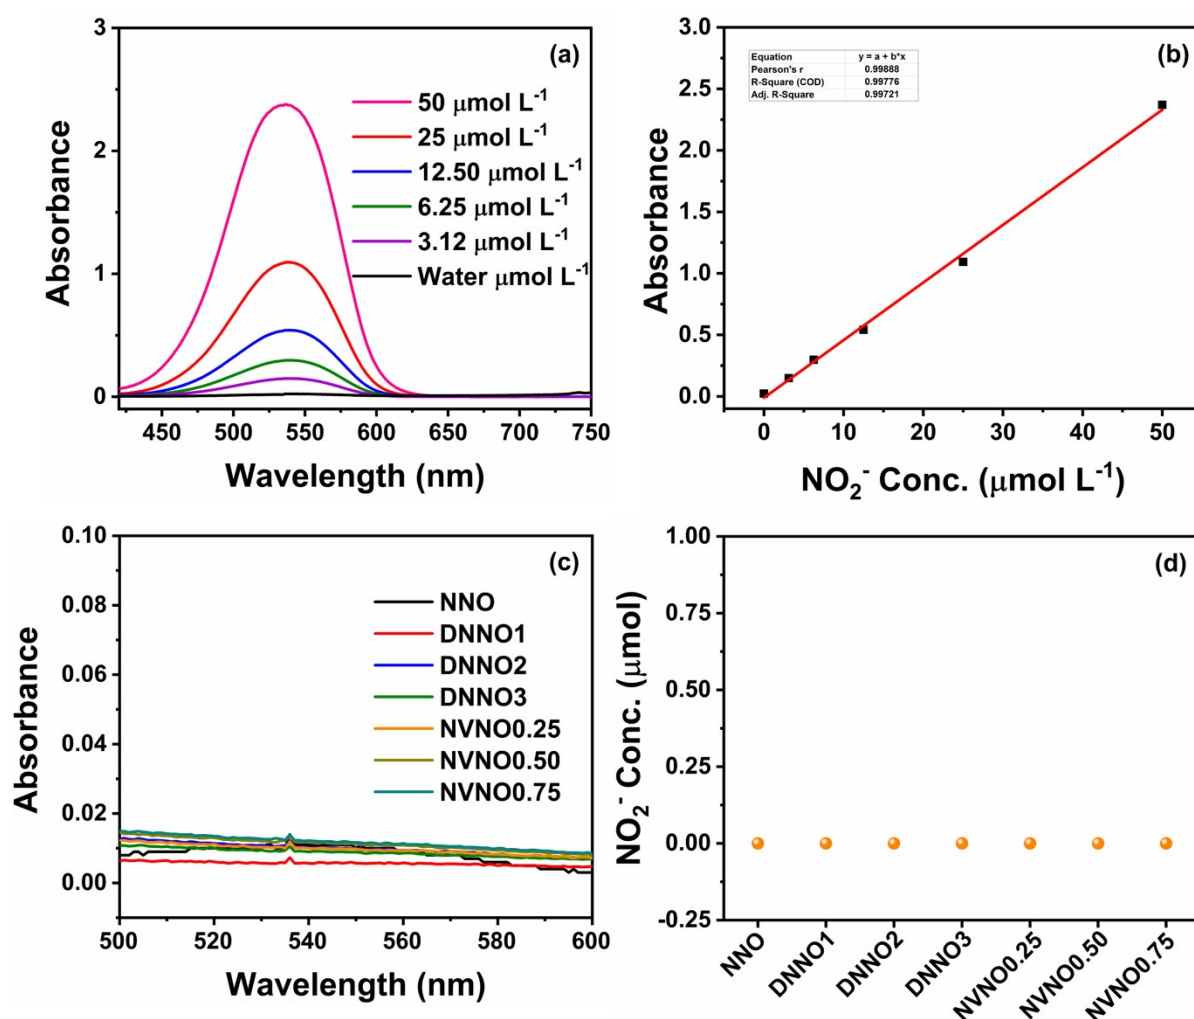 (a)
3
2
1
0
Absorbance
50 μmol L⁻¹
25 μmol L⁻¹
12.50 μmol L⁻¹
6.25 μmol L⁻¹
3.12 μmol L⁻¹
Water μmol L⁻¹
450 500 550 600 650 700 750
Wavelength (nm)
(b)
3.0
2.5
2.0
1.5
1.0
0.5
0.0
Absorbance
Equation y = a + b*x
Pearson's r 0.99888
R-Square (COD) 0.99776
Adj. R-Square 0.99721
0 10 20 30 40 50
NO₂⁻ Conc. (μmol L⁻¹)
(c)
0.10
0.08
0.06
0.04
0.02
0.00
Absorbance
NNO
DNNO1
DNNO2
DNNO3
NVNO0.25
NVNO0.50
NVNO0.75
500 520 540 560 580 600
Wavelength (nm)
(d)
1.00
0.75
0.50
0.25
0.00
-0.25
NO₂⁻ Conc. (μmol)
NNO
DNNO1
DNNO2
DNNO3
NVNO0.25
NVNO0.50
NVNO0.75